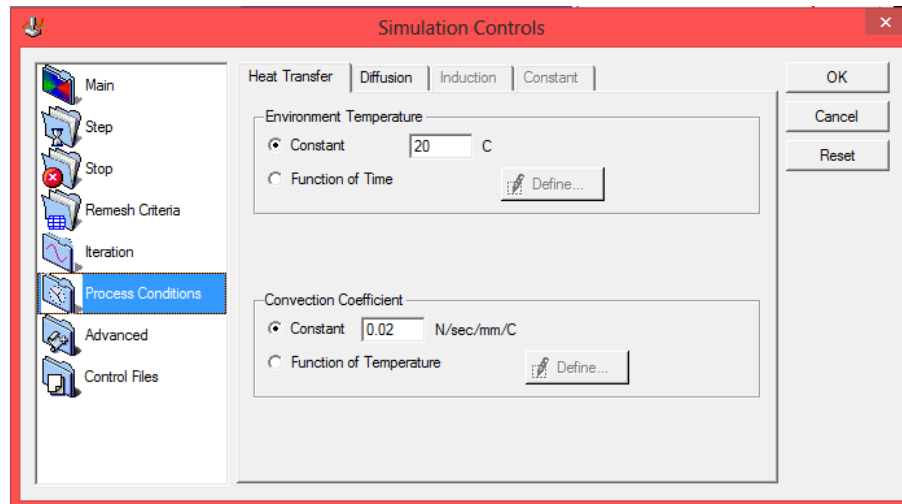 Simulation Controls
Main
Step
Stop
Remesh Criteria
Iteration
Process Conditions
Advanced
Control Files
Heat Transfer
Diffusion
Induction
Constant
Environment Temperature
Constant 20 C
Function of Time Define...
Convection Coefficient
Constant 0.02 N/sec/mm/C
Function of Temperature Define...
OK
Cancel
Reset